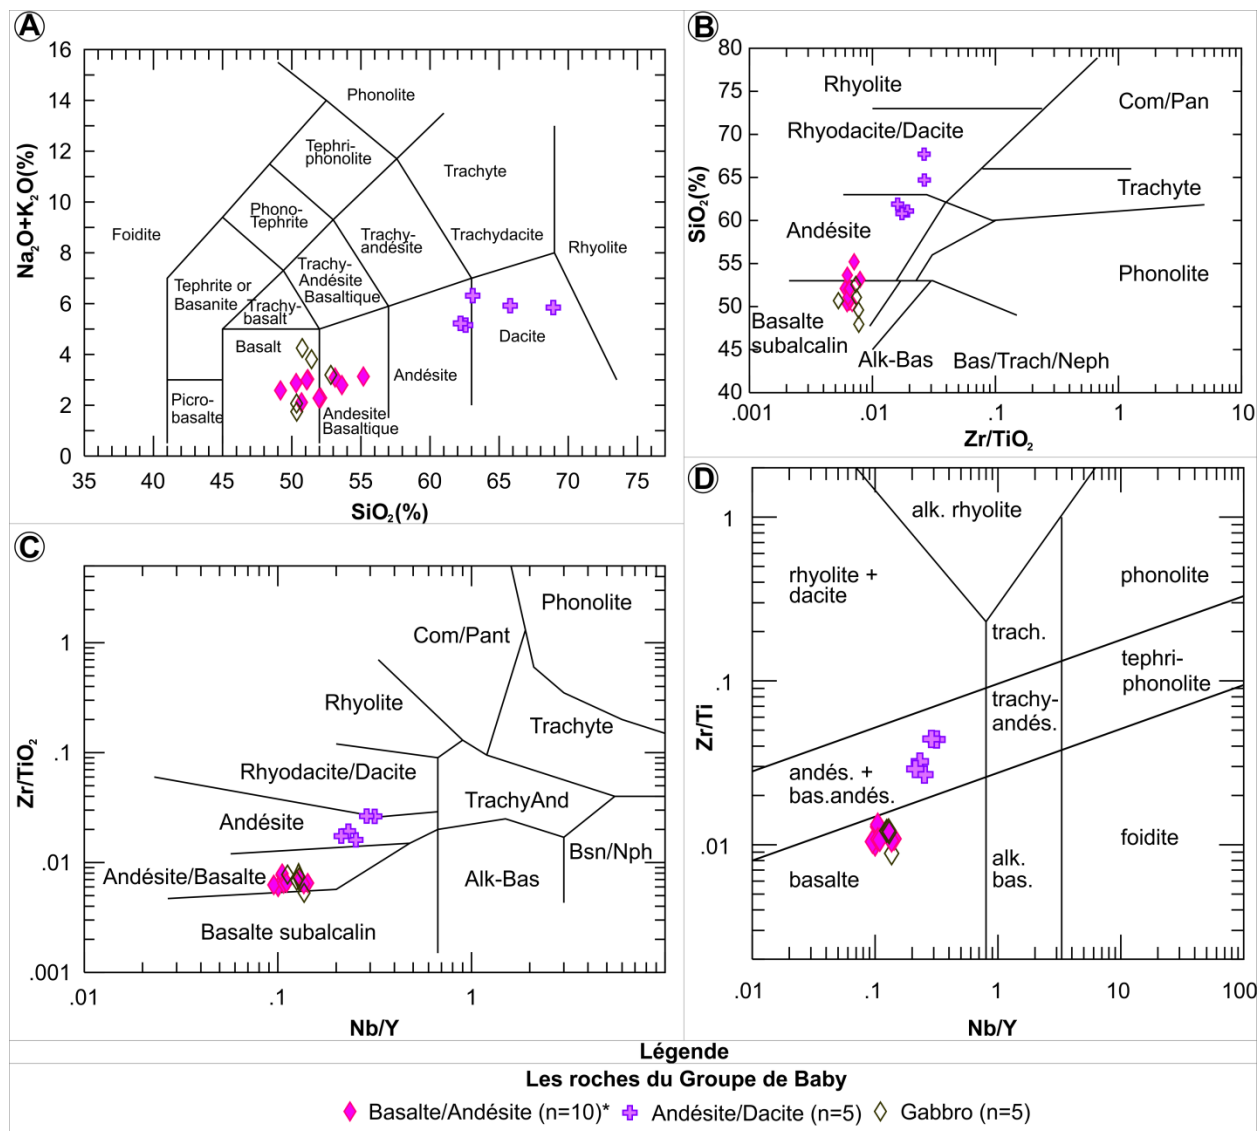 A
16
14
12
10
8
6
4
2
0
Na2O+K2O(%)
35
40
45
50
55
60
65
70
75
SiO2(%)
Phonolite
Tephri-
phonolite
Trachyte
Phono-
Tephrite
Foidite
Trachy-
andésite
Trachydacite
Rhyolite
Tephrite or
Basanite
Trachy-
Andésite
Basaltique
Trachy-
basalt
Basalt
Dacite
Andésite
Picro-
basalte
Andesite
Basaltique
B
80
75
70
65
60
55
50
45
40
SiO2(%)
.001
.01
.1
1
10
Zr/TiO2
Rhyolite
Com/Pan
Rhyodacite/Dacite
Trachyte
Andésite
Phonolite
Basalte
subalcalin
Alk-Bas
Bas/Trach/Neph
C
1
.1
.01
.001
Zr/TiO2
.01
.1
1
Nb/Y
Phonolite
Com/Pant
Rhyolite
Trachyte
Rhyodacite/Dacite
TrachyAnd
Andésite
Bsn/Nph
Andésite/Basalte
Alk-Bas
Basalte subalcalin
D
1
.1
.01
Zr/Ti
.01
.1
1
10
100
Nb/Y
alk. rhyolite
rhyolite +
dacite
phonolite
trach.
tephri-
phonolite
trachy-
andés.
andés. +
bas.andés.
foidite
basalte
alk.
bas.
Légende
Les roches du Groupe de Baby
Basalte/Andésite (n=10)* Andésite/Dacite (n=5) Gabbro (n=5)